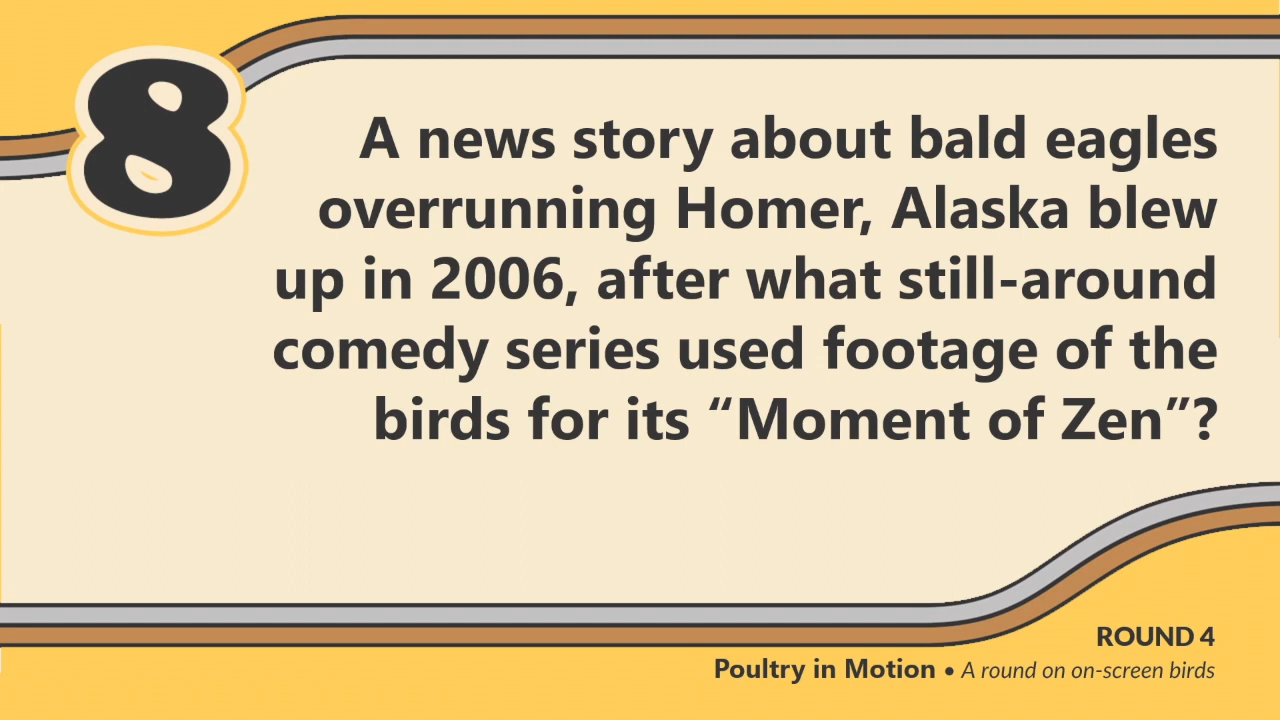 8
A news story about bald eagles
overrunning Homer, Alaska blew
up in 2006, after what still-around
comedy series used footage of the
birds for its “Moment of Zen”?
ROUND 4
Poultry in Motion • A round on on-screen birds